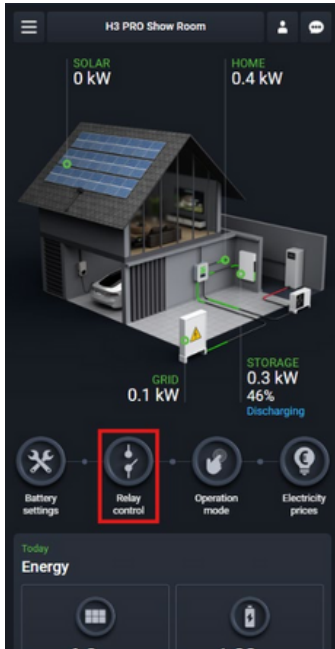 H3 PRO Show Room
SOLAR
0 kW
HOME
0.4 kW
GRID
0.1 kW
STORAGE
0.3 kW
46%
Discharging
Battery
settings
Relay
control
Operation
mode
Electricity
prices
Today
Energy